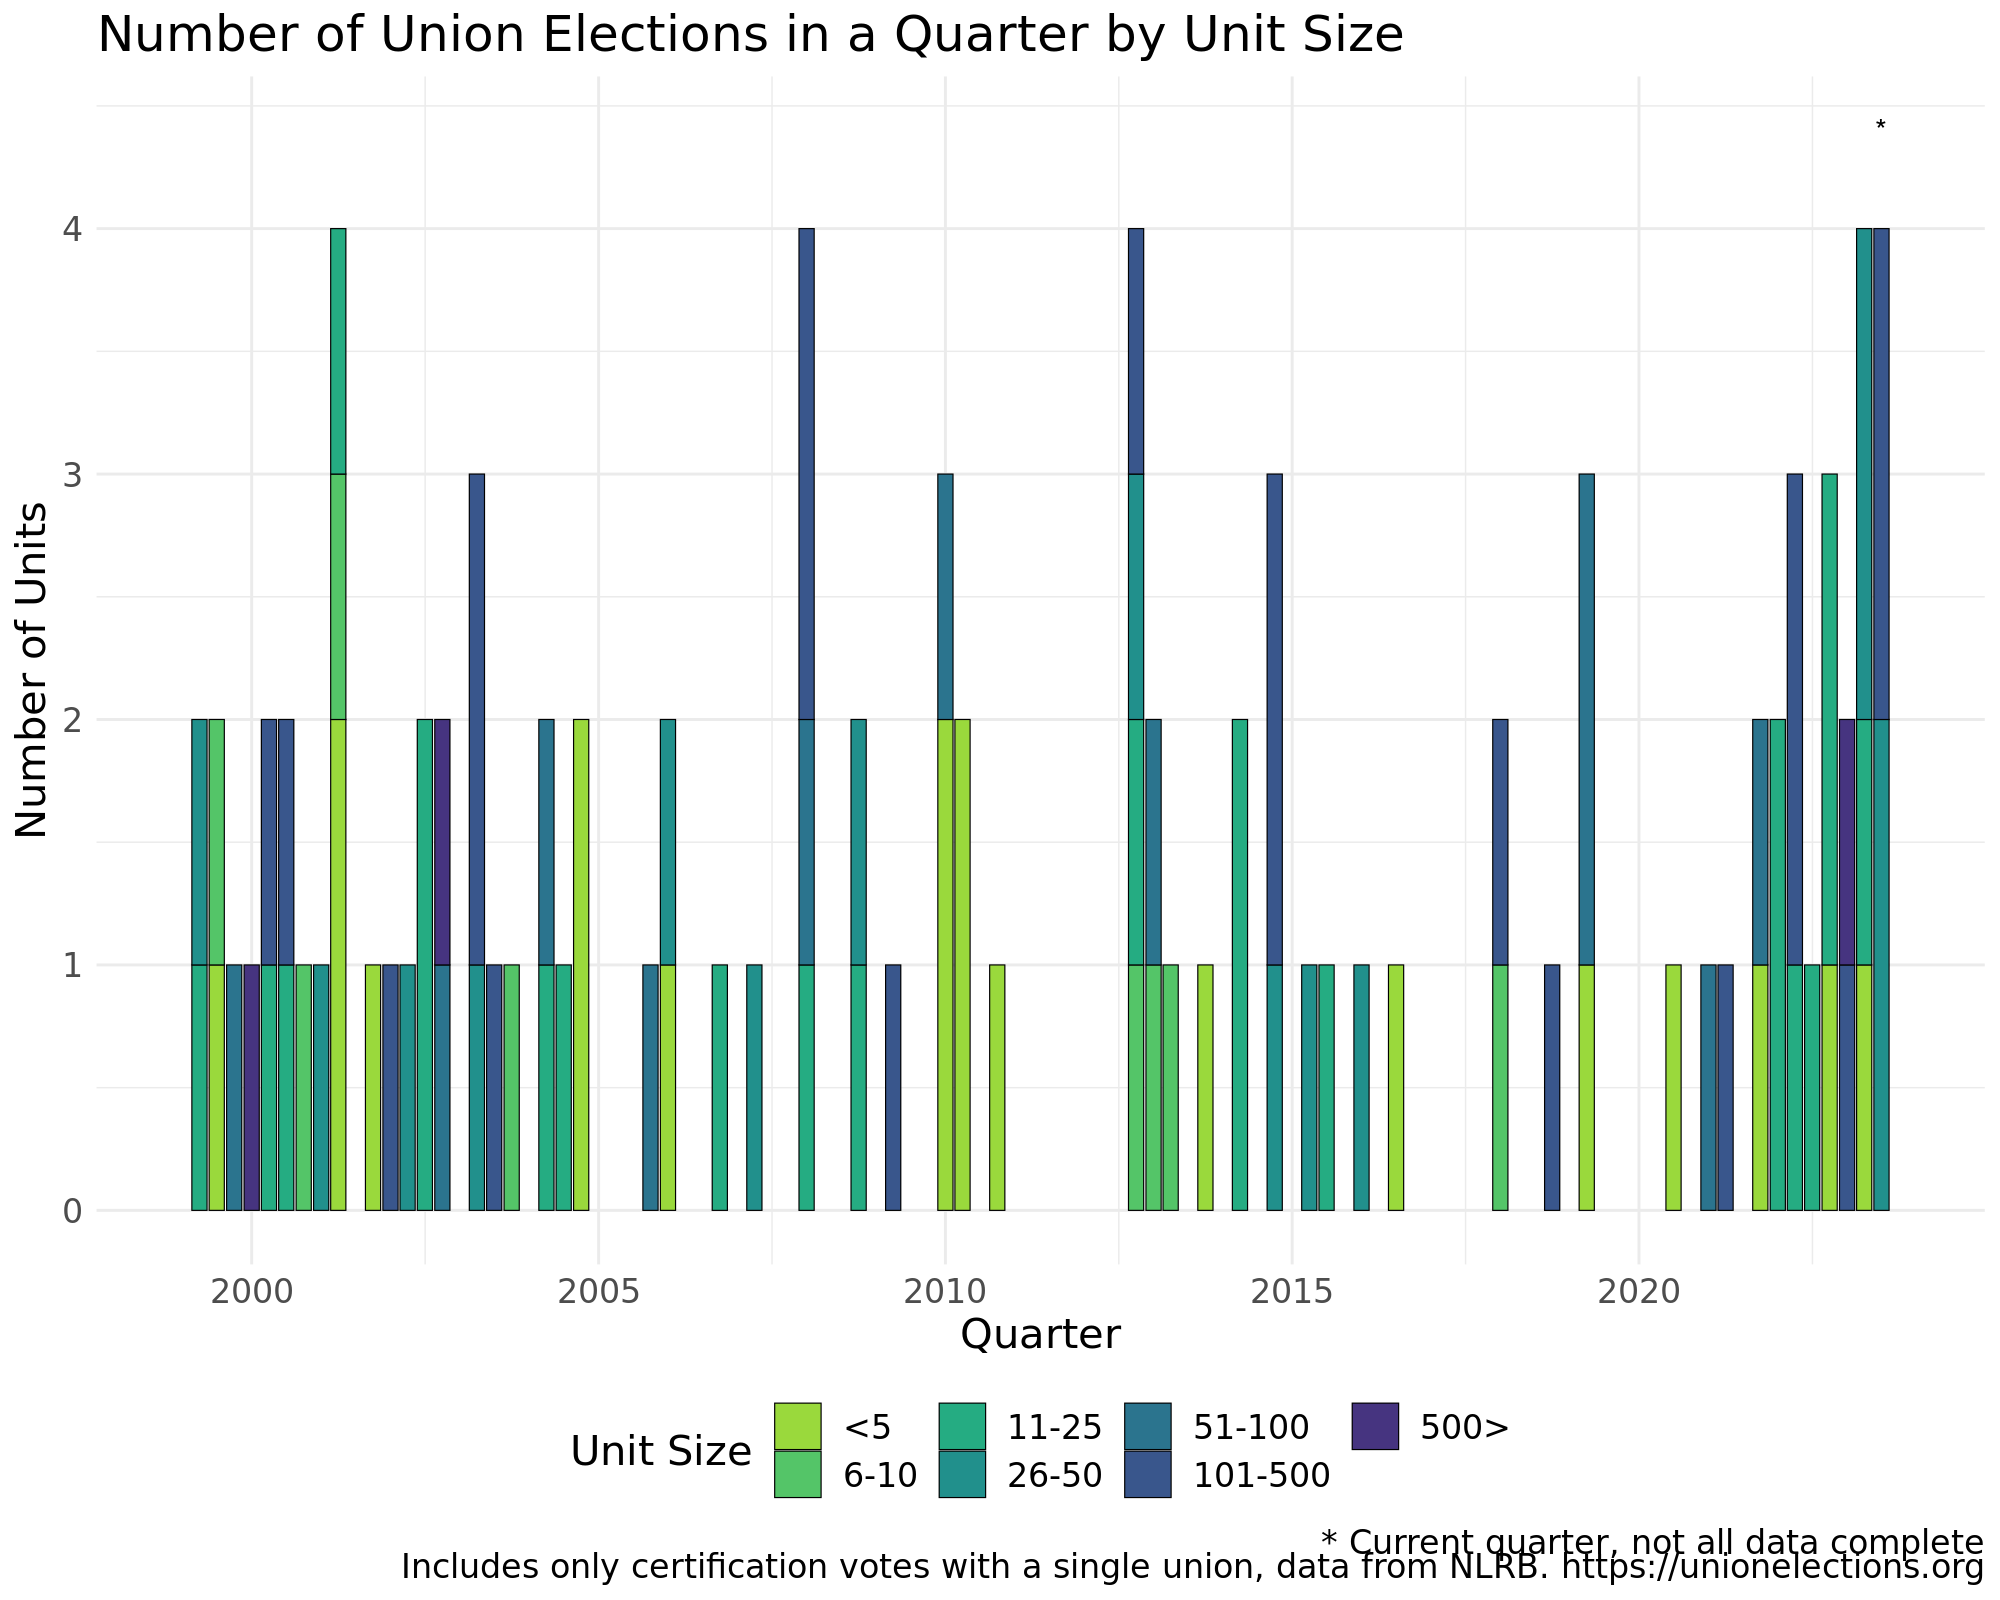 Number of Union Elections in a Quarter by Unit Size
*
4
3
2
1
0
Number of Units
2000 2005 2010 2015 2020
Quarter
Unit Size
<5 11-25 51-100 500>
6-10 26-50 101-500
* Current quarter, not all data complete
Includes only certification votes with a single union, data from NLRB. https://unionelections.org